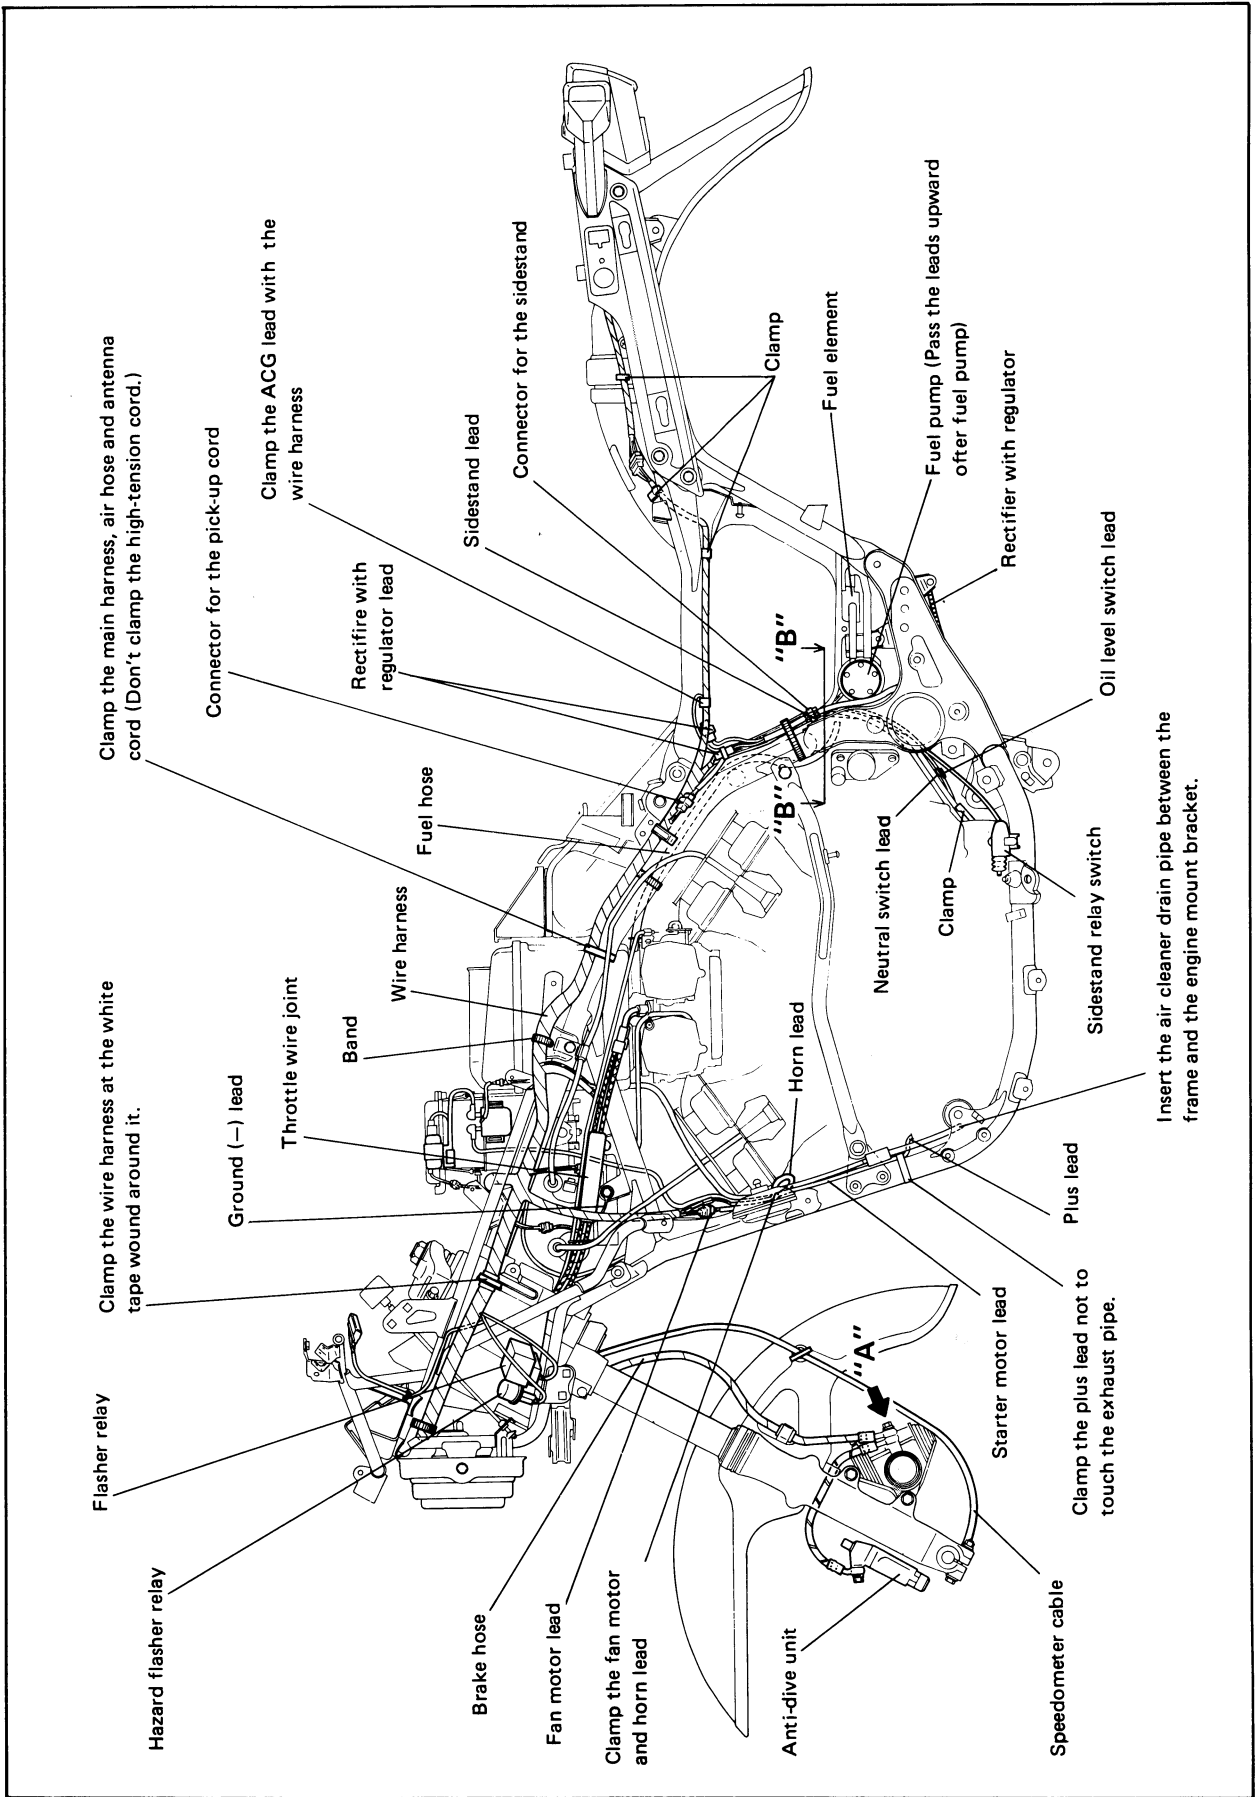 Hazard flasher relay
Flasher relay
Clamp the wire harness at the white
tape wound around it.
Ground (−) lead
Throttle wire joint
Band
Wire harness
Fuel hose
Clamp the main harness, air hose and antenna
cord (Don't clamp the high-tension cord.)
Connector for the pick-up cord
Rectifire with
regulator lead
Clamp the ACG lead with the
wire harness
Sidestand lead
Connector for the sidestand
Clamp
Fuel element
Fuel pump (Pass the leads upward
ofter fuel pump)
Rectifier with regulator
"B"
"B"
Oil level switch lead
Neutral switch lead
Clamp
Sidestand relay switch
Insert the air cleaner drain pipe between the
frame and the engine mount bracket.
Horn lead
Plus lead
Clamp the plus lead not to
touch the exhaust pipe.
Starter motor lead
"A"
Brake hose
Fan motor lead
Clamp the fan motor
and horn lead
Anti-dive unit
Speedometer cable